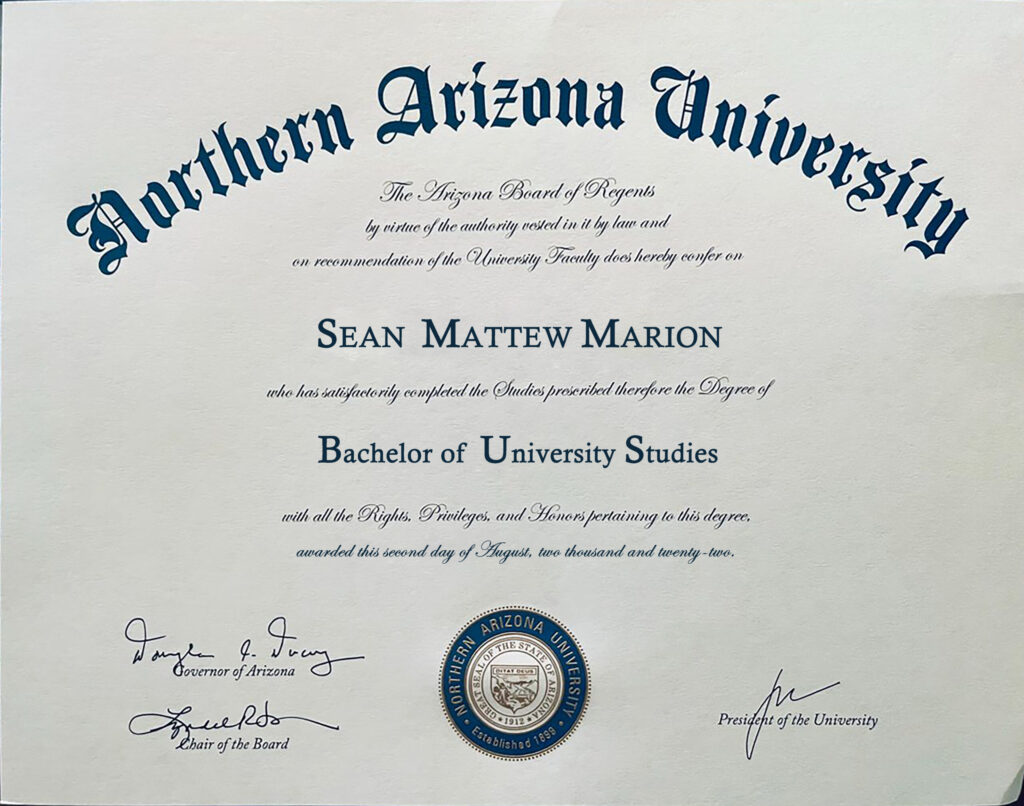 Northern Arizona University
The Arizona Board of Regents
by virtue of the authority vested in it by law and
on recommendation of the University Faculty does hereby confer on
SEAN MATTEW MARION
who has satisfactorily completed the Studies prescribed therefore the Degree of
Bachelor of University Studies
with all the Rights, Privileges, and Honors pertaining to this degree,
awarded this second day of August, two thousand and twenty-two.
Governor of Arizona
Chair of the Board
NORTHERN ARIZONA UNIVERSITY
GREAT SEAL OF THE STATE OF ARIZONA
DITAT DEUS
1912
Established 1899
President of the University